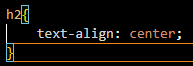 h2{
    text-align: center;
}